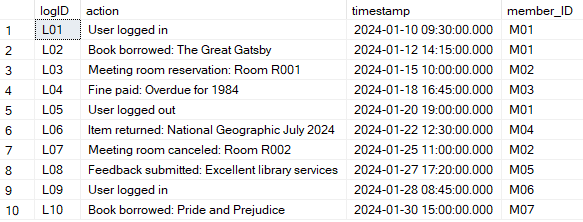 logID action timestamp member_ID
1 L01 User logged in 2024-01-10 09:30:00.000 M01
2 L02 Book borrowed: The Great Gatsby 2024-01-12 14:15:00.000 M01
3 L03 Meeting room reservation: Room R001 2024-01-15 10:00:00.000 M02
4 L04 Fine paid: Overdue for 1984 2024-01-18 16:45:00.000 M03
5 L05 User logged out 2024-01-20 19:00:00.000 M01
6 L06 Item returned: National Geographic July 2024 2024-01-22 12:30:00.000 M04
7 L07 Meeting room canceled: Room R002 2024-01-25 11:00:00.000 M02
8 L08 Feedback submitted: Excellent library services 2024-01-27 17:20:00.000 M05
9 L09 User logged in 2024-01-28 08:45:00.000 M06
10 L10 Book borrowed: Pride and Prejudice 2024-01-30 15:00:00.000 M07